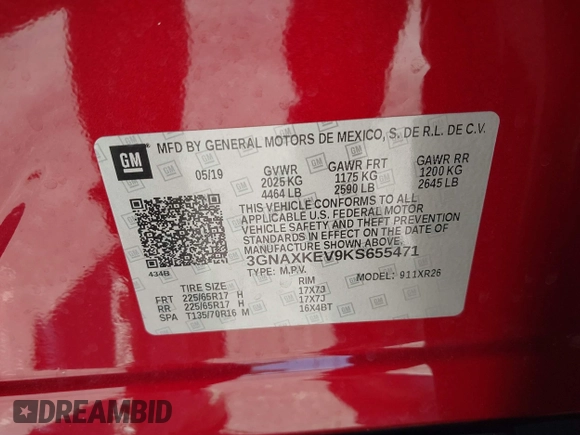 MFD BY GENERAL MOTORS DE MEXICO, S. DE R.L. DE C.V.
GM
05/19 GVWR GAWR FRT GAWR RR
2025 KG 1175 KG 1200 KG
4464 LB 2590 LB 2645 LB
THIS VEHICLE CONFORMS TO ALL
APPLICABLE U.S. FEDERAL MOTOR
VEHICLE SAFETY AND THEFT PREVENTION
STANDARDS IN EFFECT ON THE DATE OF
MANUFACTURE SHOWN ABOVE.
3GNAXKEV9KS655471
434B TYPE: M.P.V. MODEL: 911XR26
TIRE SIZE RIM
FRT 225/65R17 H 17X7J
RR 225/65R17 H 17X7J
SPA T135/70R16 M 16X4BT
DREAMBID